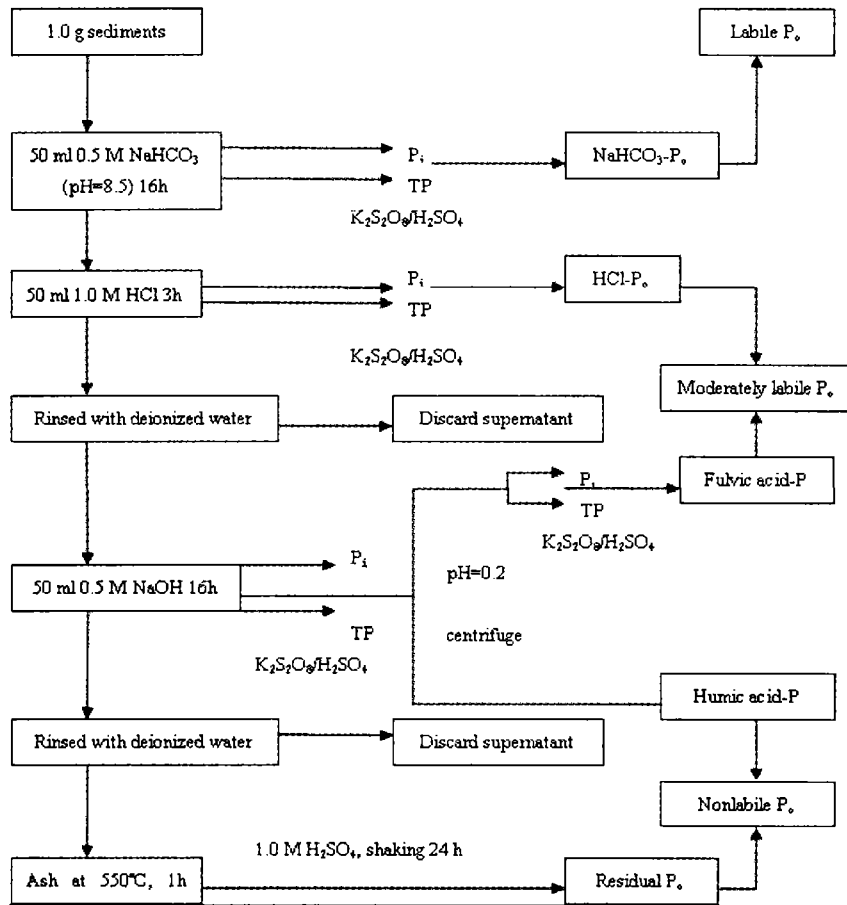 1.0 g sediments
Labile Pₒ
50 ml 0.5 M NaHCO₃
(pH=8.5) 16h
Pᵢ
TP
K₂S₂O₈/H₂SO₄
NaHCO₃-Pₒ
50 ml 1.0 M HCl 3h
Pᵢ
TP
K₂S₂O₈/H₂SO₄
HCl-Pₒ
Moderately labile Pₒ
Rinsed with deionized water
Discard supernatant
Pᵢ
TP
K₂S₂O₈/H₂SO₄
Fulvic acid-P
50 ml 0.5 M NaOH 16h
Pᵢ
TP
K₂S₂O₈/H₂SO₄
pH=0.2
centrifuge
Humic acid-P
Rinsed with deionized water
Discard supernatant
Nonlabile Pₒ
Ash at 550℃, 1h
1.0 M H₂SO₄, shaking 24 h
Residual Pₒ